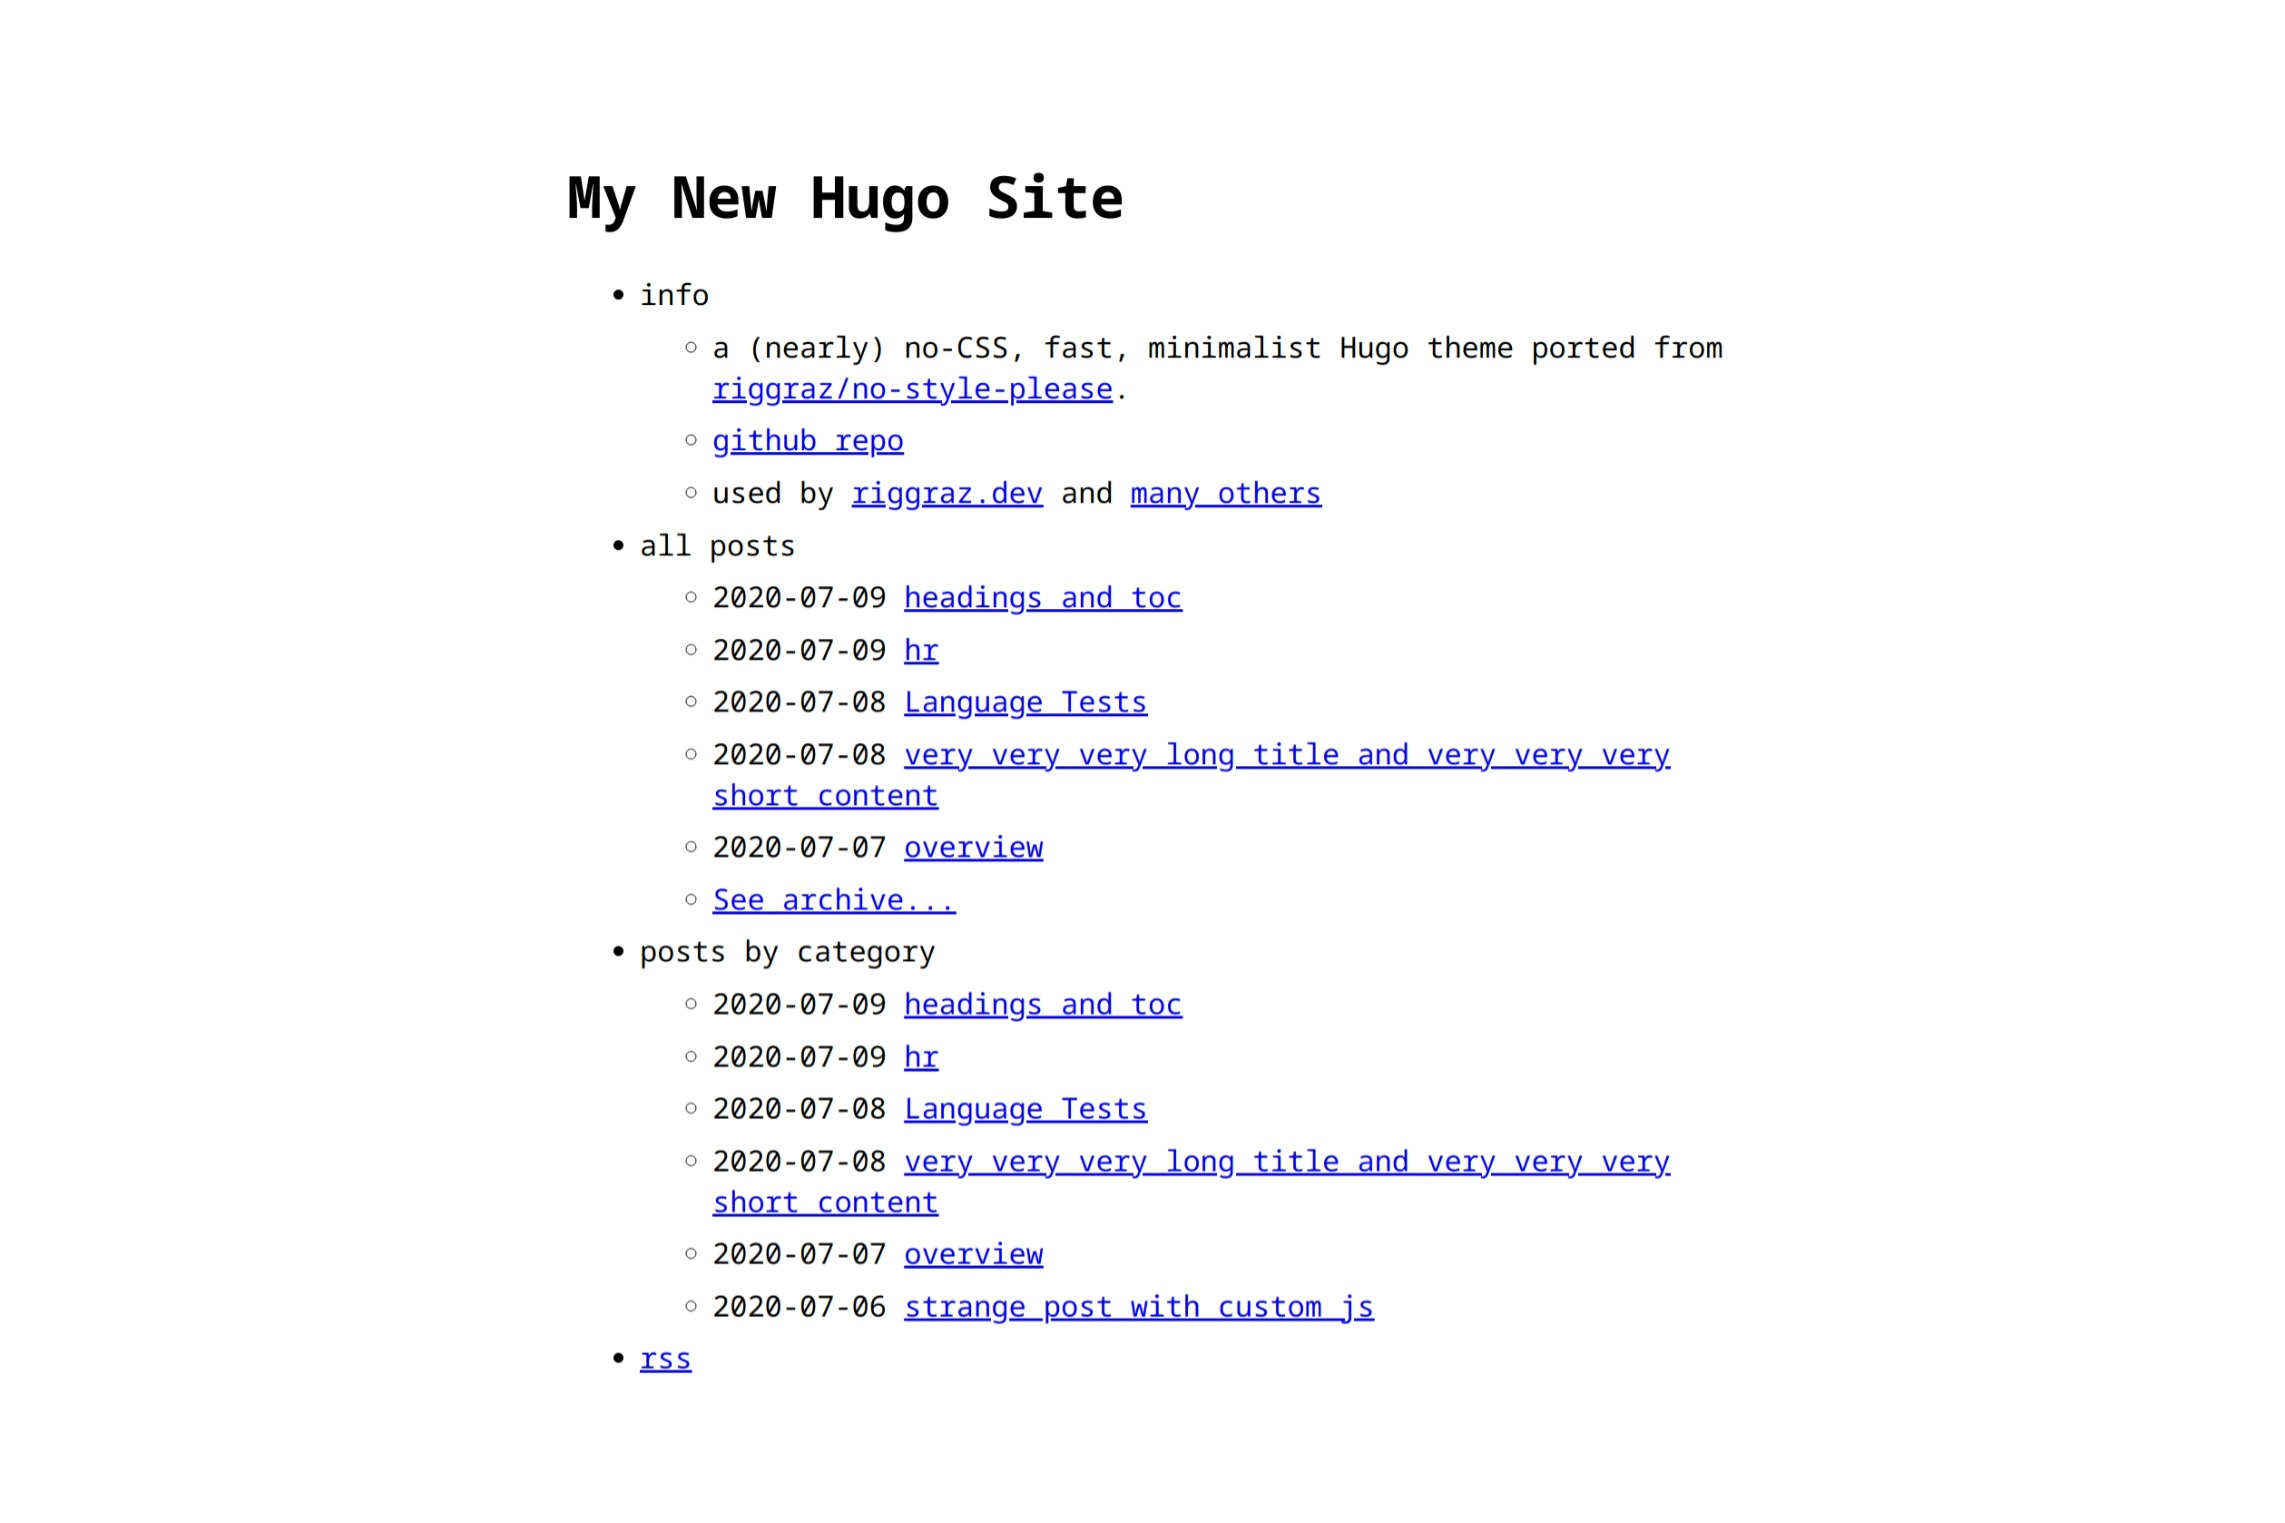 My New Hugo Site
info
a (nearly) no-CSS, fast, minimalist Hugo theme ported from
riggraz/no-style-please.
github repo
used by riggraz.dev and many others
all posts
2020-07-09 headings and toc
2020-07-09 hr
2020-07-08 Language Tests
2020-07-08 very very very long title and very very very
short content
2020-07-07 overview
See archive...
posts by category
2020-07-09 headings and toc
2020-07-09 hr
2020-07-08 Language Tests
2020-07-08 very very very long title and very very very
short content
2020-07-07 overview
2020-07-06 strange post with custom js
rss